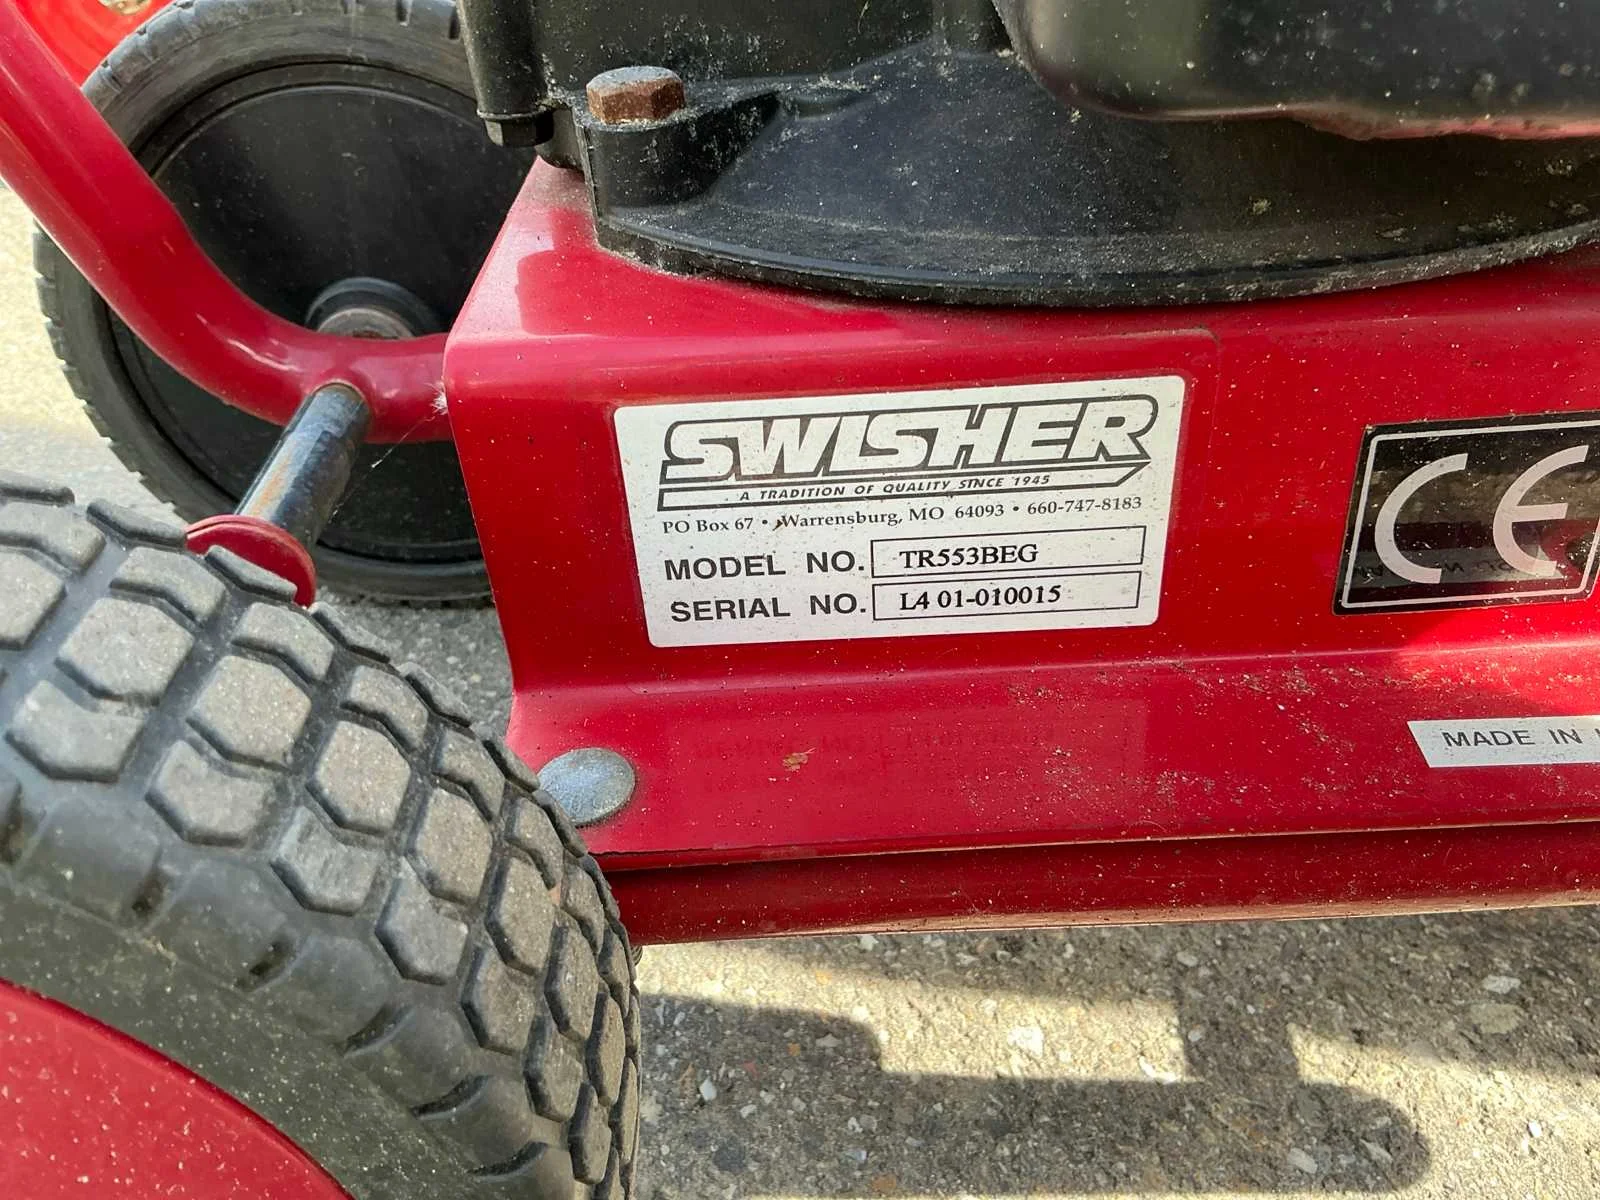 SWISHER
A TRADITION OF QUALITY SINCE 1945
PO Box 67 • Warrensburg, MO 64093 • 660-747-8183
MODEL NO. TR553BEG
SERIAL NO. L4 01-010015
CE
MADE IN